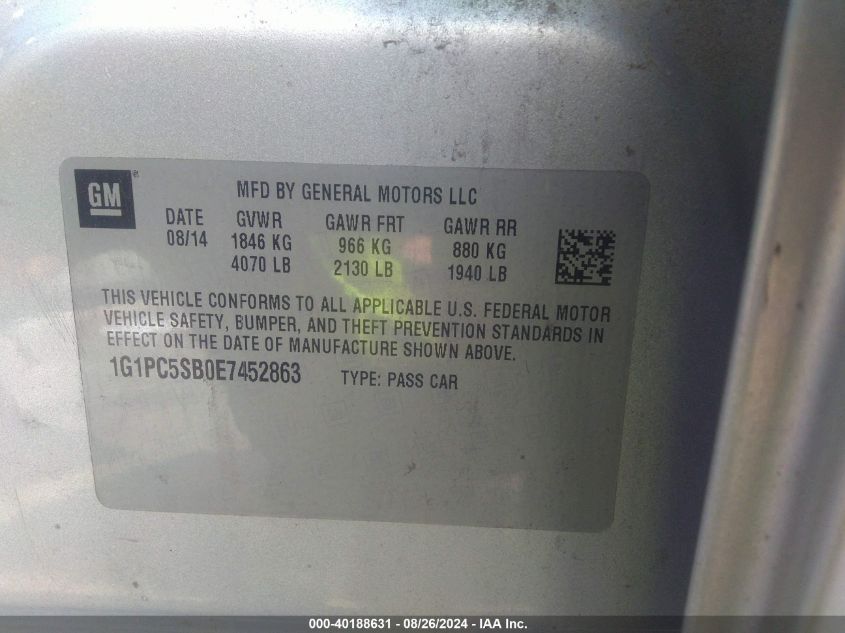 GM
MFD BY GENERAL MOTORS LLC
DATE GVWR GAWR FRT GAWR RR
08/14 1846 KG 966 KG 880 KG
4070 LB 2130 LB 1940 LB
THIS VEHICLE CONFORMS TO ALL APPLICABLE U.S. FEDERAL MOTOR
VEHICLE SAFETY, BUMPER, AND THEFT PREVENTION STANDARDS IN
EFFECT ON THE DATE OF MANUFACTURE SHOWN ABOVE.
1G1PC5SB0E7452863 TYPE: PASS CAR
000-40188631 - 08/26/2024 - IAA Inc.